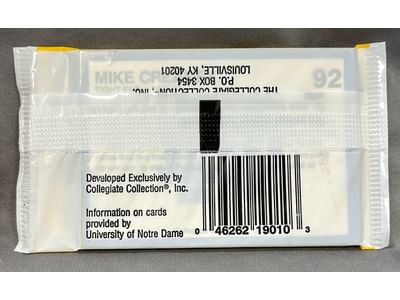 THE COLLEGIATE COLLECTION®, INC.
P.O. BOX 3454
LOUISVILLE, KY 40201
MIKE
92
TIGHT
Developed Exclusively by
Collegiate Collection®, Inc.
Information on cards
provided by
University of Notre Dame
0 46262 19010 3